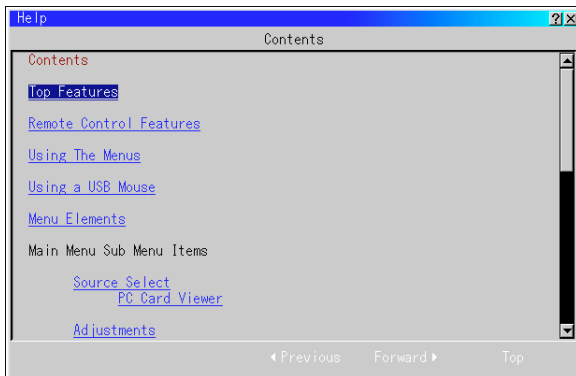 Help
Contents
Contents
Top Features
Remote Control Features
Using The Menus
Using a USB Mouse
Menu Elements
Main Menu Sub Menu Items
Source Select
PC Card Viewer
Adjustments
Previous Forward Top